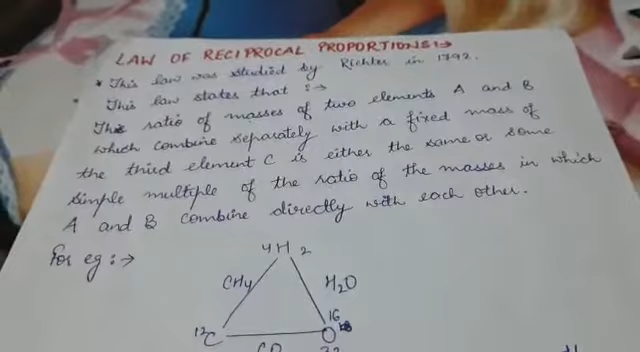 LAW OF RECIPROCAL PROPORTIONS:→
* This law was studied by Richter in 1792.
This law states that :→
The ratio of masses of two elements A and B
which combine separately with a fixed mass of
the third element C is either the same or some
simple multiple of the ratio of the masses in which
A and B combine directly with each other.
For eg :→
4H 2
CH4 H2O
12C 16 O
CO
32